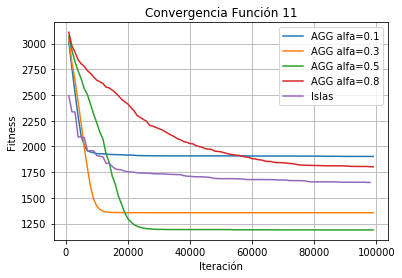 Convergencia Función 11
AGG alfa=0.1
AGG alfa=0.3
AGG alfa=0.5
AGG alfa=0.8
Islas
Fitness
3000
2750
2500
2250
2000
1750
1500
1250
0 20000 40000 60000 80000 100000
Iteración